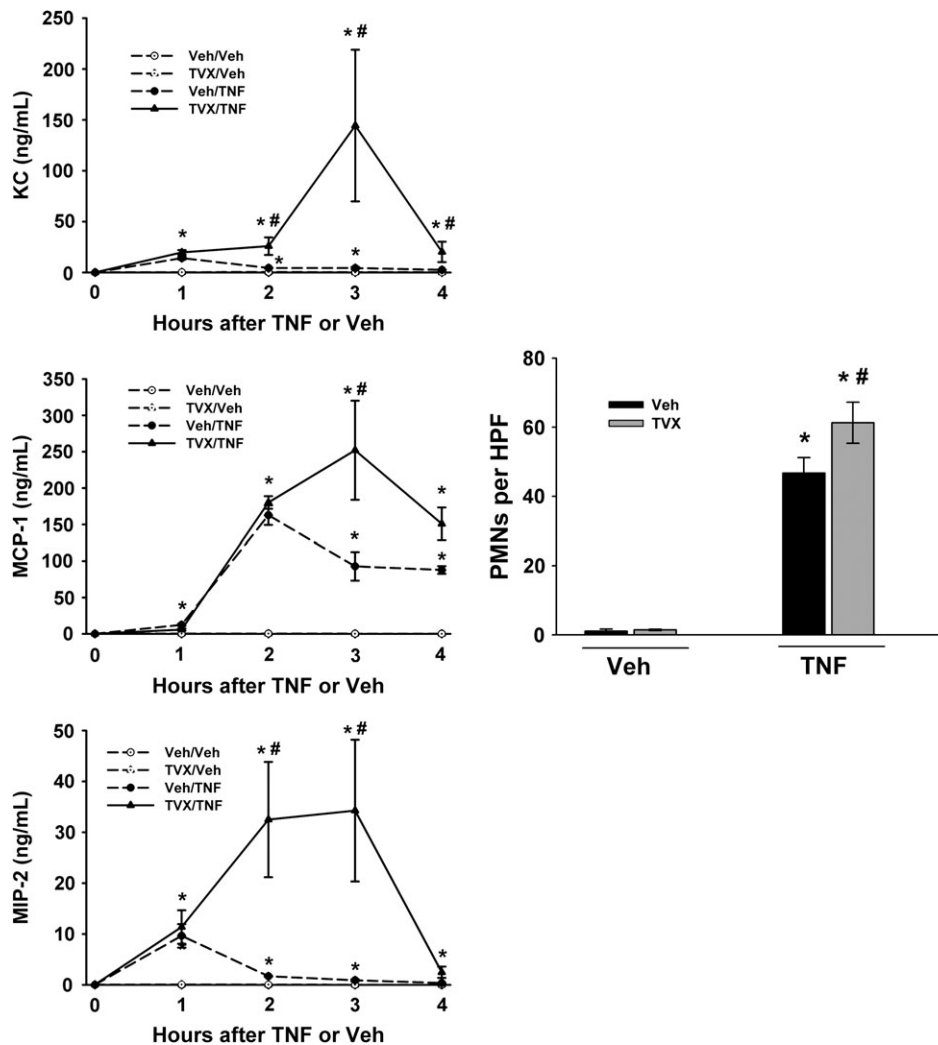 KC (ng/mL)
250
200
150
100
50
0
Veh/Veh
TVX/Veh
Veh/TNF
TVX/TNF
*
* #
*
* #
*
* #
0 1 2 3 4
Hours after TNF or Veh
MCP-1 (ng/mL)
350
300
250
200
150
100
50
0
Veh/Veh
TVX/Veh
Veh/TNF
TVX/TNF
*
*
* #
*
*
*
0 1 2 3 4
Hours after TNF or Veh
PMNs per HPF
80
60
40
20
0
Veh
TVX
*
* #
Veh TNF
MIP-2 (ng/mL)
50
40
30
20
10
0
Veh/Veh
TVX/Veh
Veh/TNF
TVX/TNF
*
*
* #
*
* #
*
*
0 1 2 3 4
Hours after TNF or Veh